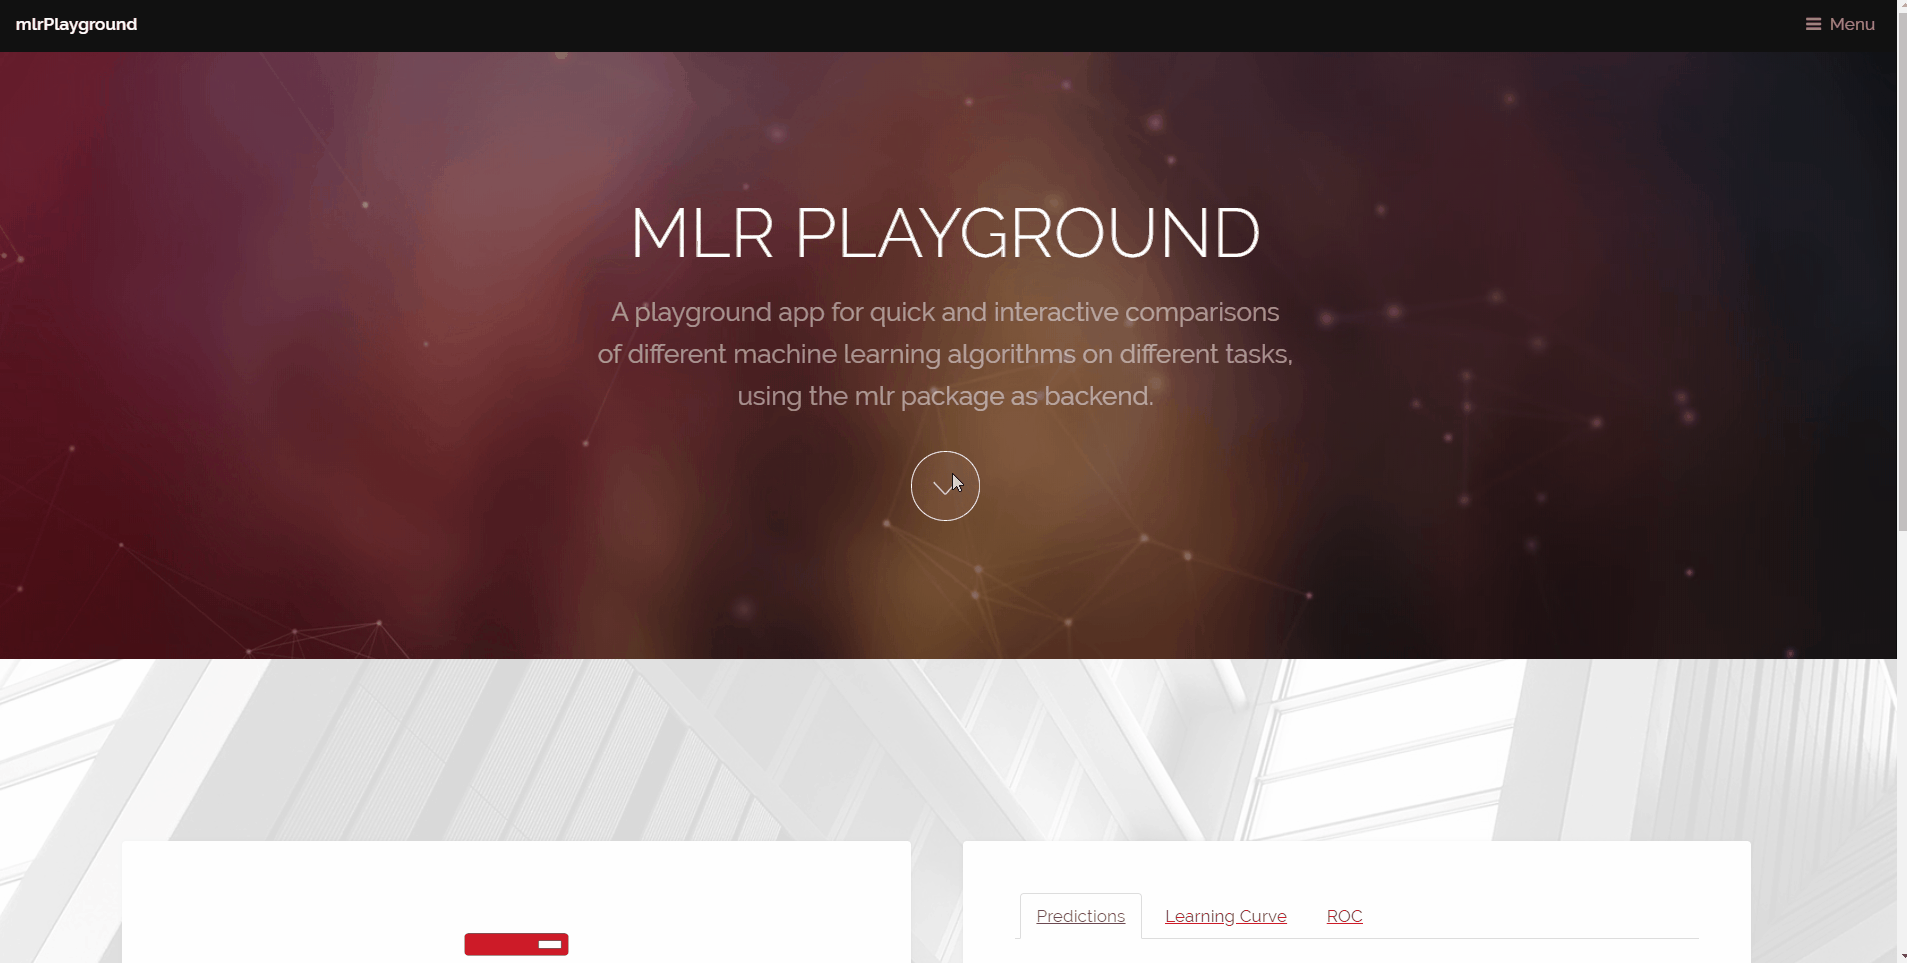 mlrPlayground
Menu
MLR PLAYGROUND
A playground app for quick and interactive comparisons
of different machine learning algorithms on different tasks,
using the mlr package as backend.
Predictions
Learning Curve
ROC